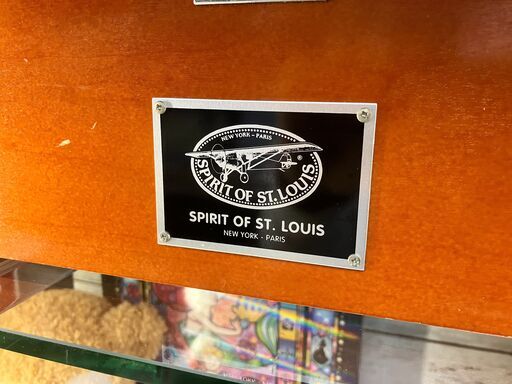 NEW YORK - PARIS
SPIRIT OF ST. LOUIS
®
SPIRIT OF ST. LOUIS
NEW YORK - PARIS